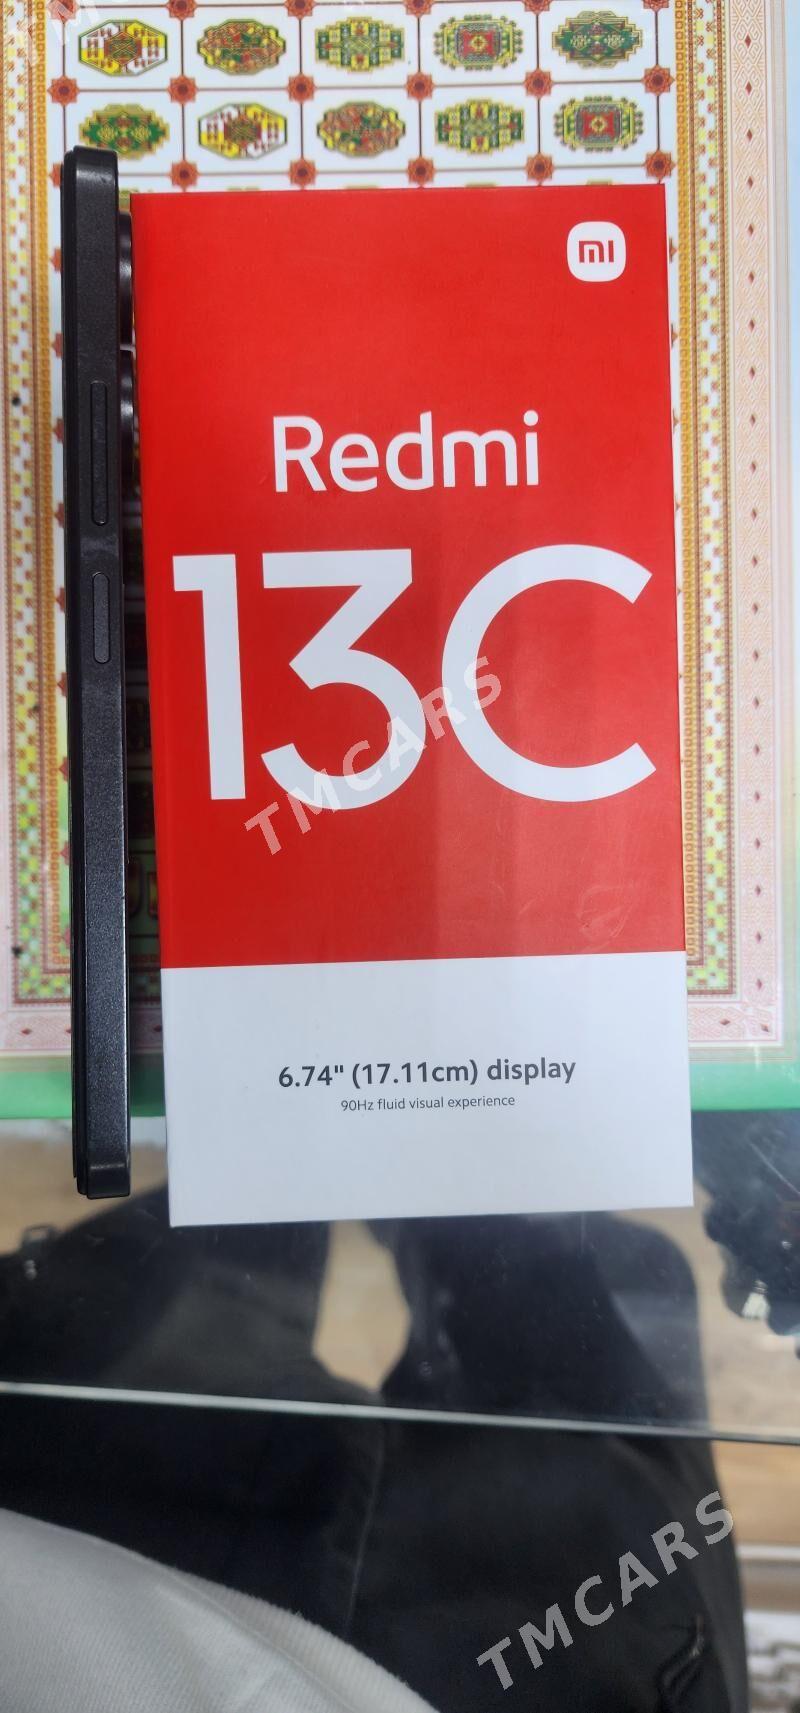 mi
Redmi
13C
TMCARS
6.74" (17.11cm) display
90Hz fluid visual experience
TMCARS